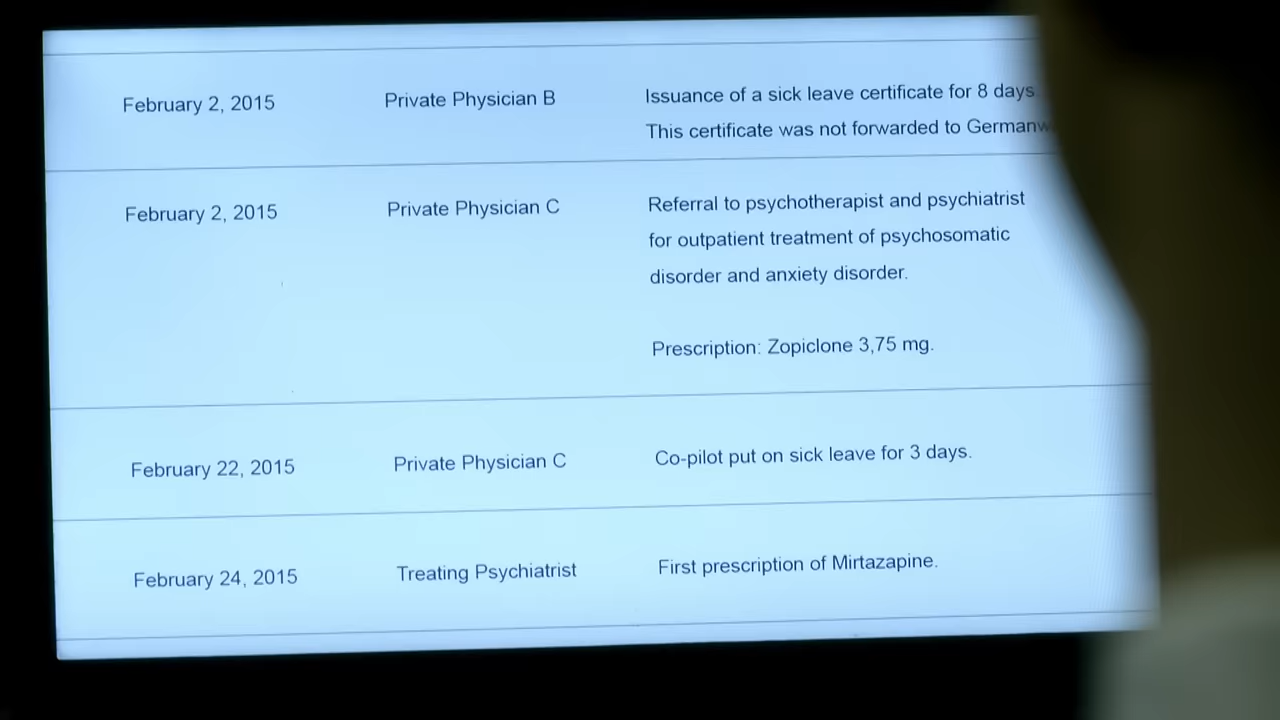 February 2, 2015 Private Physician B Issuance of a sick leave certificate for 8 days
This certificate was not forwarded to
February 2, 2015 Private Physician C Referral to psychotherapist and psychiatrist
for outpatient treatment of psychosomatic
disorder and anxiety disorder.
Prescription: Zopiclone 3,75 mg.
February 22, 2015 Private Physician C Co-pilot put on sick leave for 3 days.
February 24, 2015 Treating Psychiatrist First prescription of Mirtazapine.